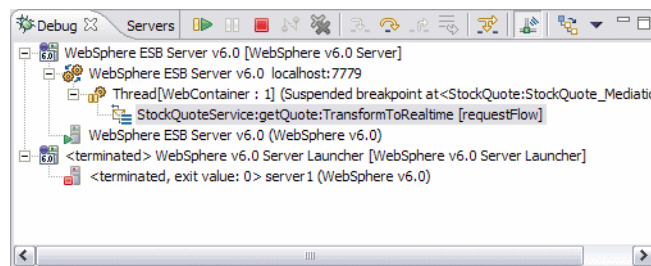 Debug Servers
WebSphere ESB Server v6.0 [WebSphere v6.0 Server]
WebSphere ESB Server v6.0 localhost:7779
Thread[WebContainer : 1] (Suspended breakpoint at<StockQuote:StockQuote_Mediatio
StockQuoteService:getQuote:TransformToRealtime [requestFlow]
WebSphere ESB Server v6.0 (WebSphere v6.0)
<terminated> WebSphere v6.0 Server Launcher [WebSphere v6.0 Server Launcher]
<terminated, exit value: 0> server1 (WebSphere v6.0)